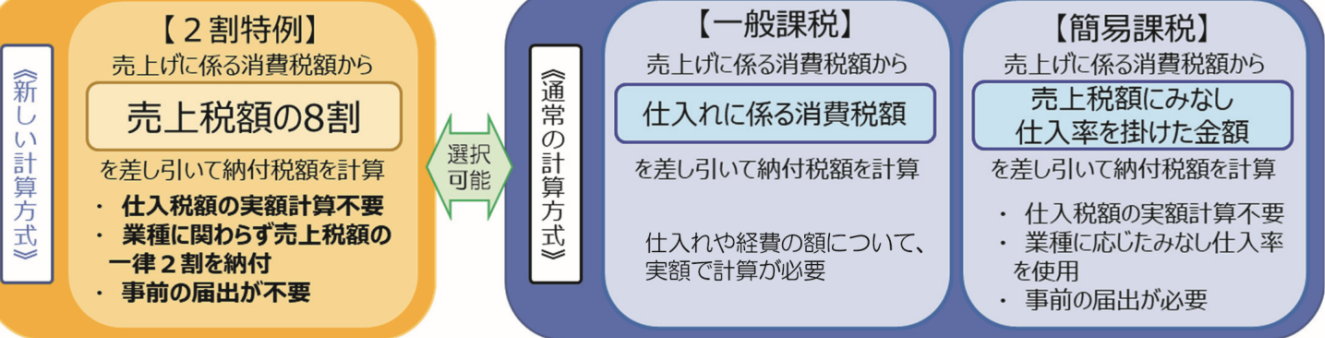 《新しい計算方式》
【２割特例】
売上げに係る消費税額から
売上税額の8割
を差し引いて納付税額を計算
・ 仕入税額の実額計算不要
・ 業種に関わらず売上税額の
一律２割を納付
・ 事前の届出が不要
選択
可能
《通常の計算方式》
【一般課税】
売上げに係る消費税額から
仕入れに係る消費税額
を差し引いて納付税額を計算
仕入れや経費の額について、
実額で計算が必要
【簡易課税】
売上げに係る消費税額から
売上税額にみなし
仕入率を掛けた金額
を差し引いて納付税額を計算
・ 仕入税額の実額計算不要
・ 業種に応じたみなし仕入率
を使用
・ 事前の届出が必要